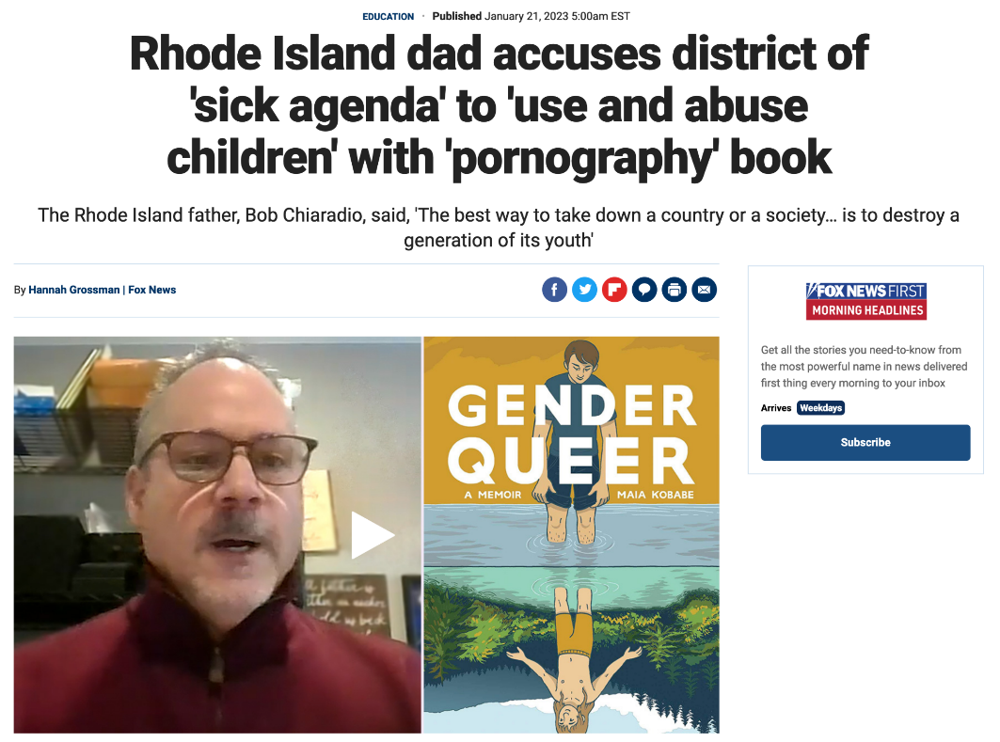 EDUCATION · Published January 21, 2023 5:00am EST
Rhode Island dad accuses district of
'sick agenda' to 'use and abuse
children' with 'pornography' book
The Rhode Island father, Bob Chiaradio, said, 'The best way to take down a country or a society... is to destroy a
generation of its youth'
By Hannah Grossman | Fox News
FOX NEWS FIRST
MORNING HEADLINES
Get all the stories you need-to-know from
the most powerful name in news delivered
first thing every morning to your inbox
Arrives Weekdays
Subscribe
GENDER
QUEER
A MEMOIR MAIA KOBABE